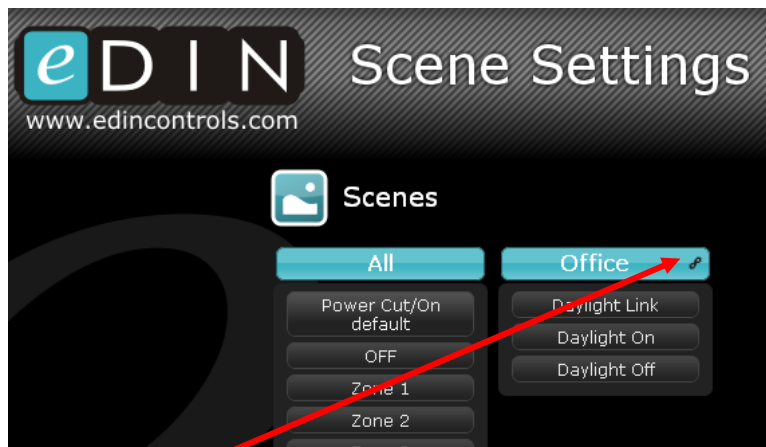 eDIN Scene Settings
www.edincontrols.com
Scenes
All
Power Cut/On
default
OFF
Zone 1
Zone 2
Office
Daylight Link
Daylight On
Daylight Off